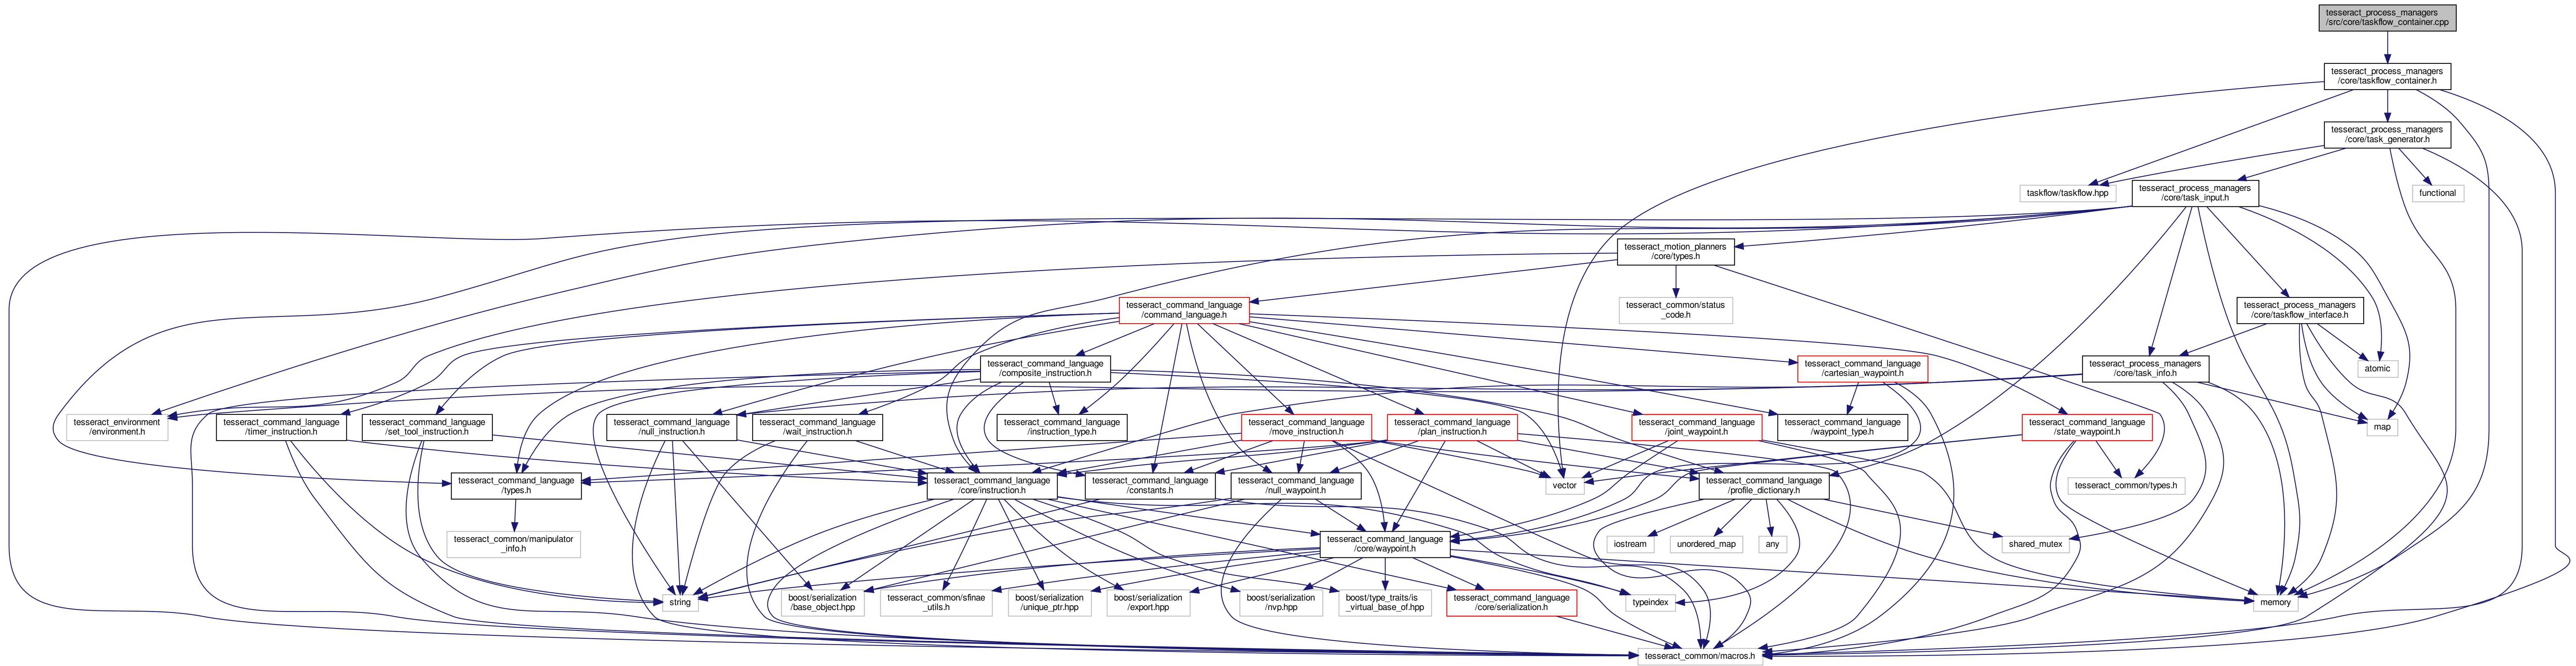 tesseract_process_managers
/src/core/taskflow_container.cpp
tesseract_process_managers
/core/taskflow_container.h
tesseract_process_managers
/core/task_generator.h
taskflow/taskflow.hpp
tesseract_process_managers
/core/task_input.h
functional
tesseract_motion_planners
/core/types.h
tesseract_command_language
/command_language.h
tesseract_common/status
_code.h
tesseract_process_managers
/core/taskflow_interface.h
tesseract_command_language
/composite_instruction.h
tesseract_command_language
/cartesian_waypoint.h
tesseract_process_managers
/core/task_info.h
atomic
tesseract_environment
/environment.h
tesseract_command_language
/timer_instruction.h
tesseract_command_language
/set_tool_instruction.h
tesseract_command_language
/null_instruction.h
tesseract_command_language
/wait_instruction.h
tesseract_command_language
/instruction_type.h
tesseract_command_language
/move_instruction.h
tesseract_command_language
/plan_instruction.h
tesseract_command_language
/joint_waypoint.h
tesseract_command_language
/waypoint_type.h
tesseract_command_language
/state_waypoint.h
map
tesseract_command_language
/types.h
tesseract_command_language
/core/instruction.h
tesseract_command_language
/constants.h
tesseract_command_language
/null_waypoint.h
vector
tesseract_command_language
/profile_dictionary.h
tesseract_common/types.h
tesseract_common/manipulator
_info.h
tesseract_command_language
/core/waypoint.h
iostream
unordered_map
any
shared_mutex
string
boost/serialization
/base_object.hpp
tesseract_common/sfinae
_utils.h
boost/serialization
/unique_ptr.hpp
boost/serialization
/export.hpp
boost/serialization
/nvp.hpp
boost/type_traits/is
_virtual_base_of.hpp
tesseract_command_language
/core/serialization.h
typeindex
memory
tesseract_common/macros.h